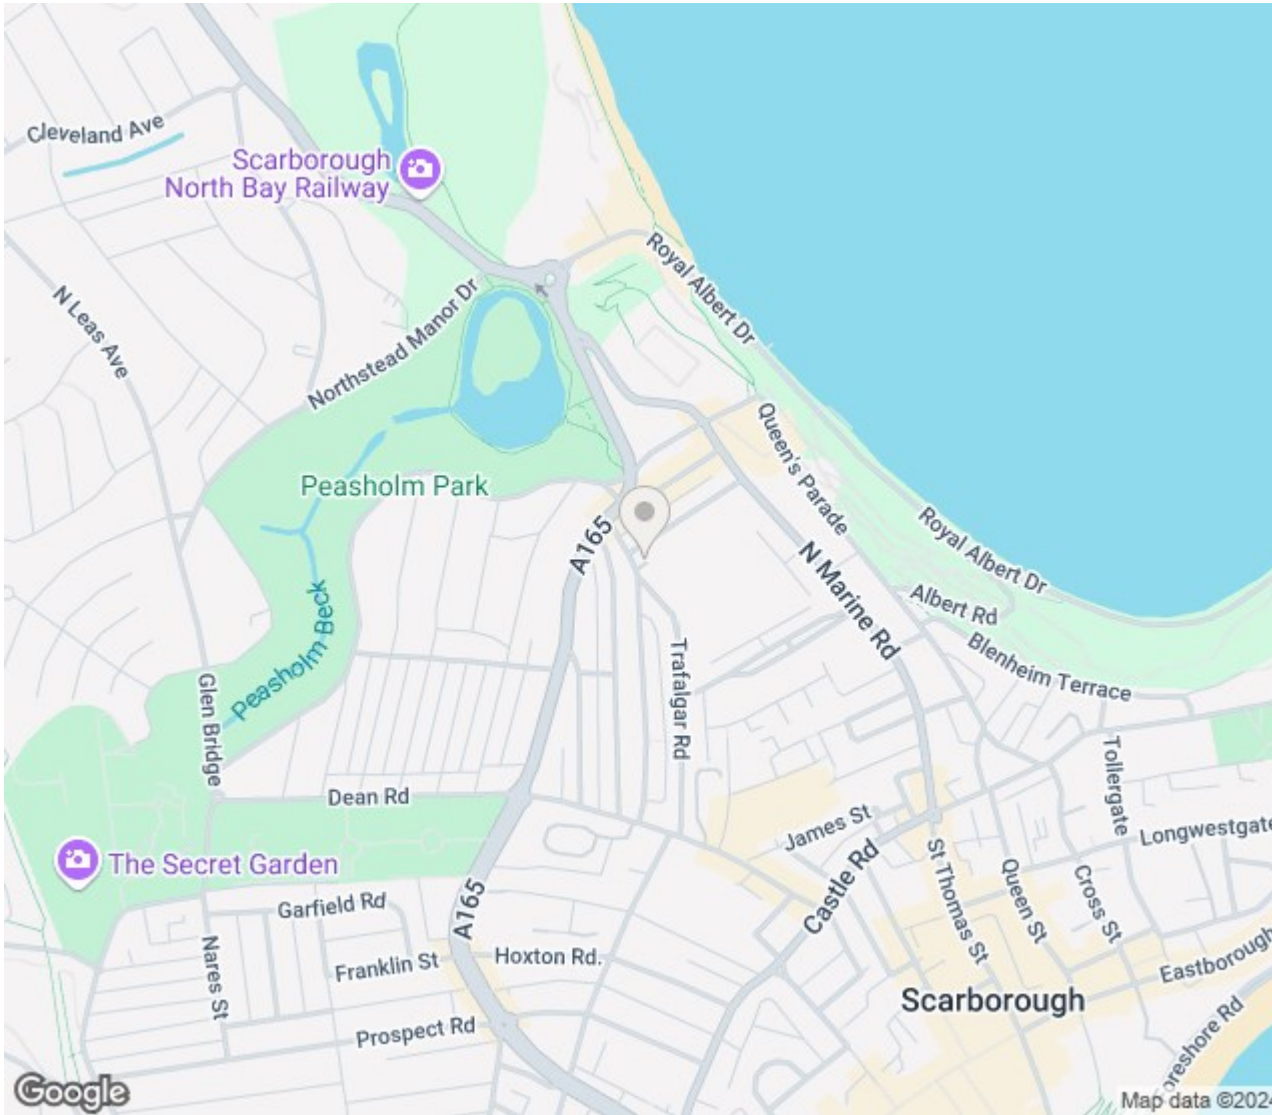 Cleveland Ave
Scarborough
North Bay Railway
Royal Albert Dr
N Leas Ave
Northstead Manor Dr
Queen's Parade
Peasholm Park
A165
Royal Albert Dr
N Marine Rd
Albert Rd
Peasholm Beck
Blenheim Terrace
Trafalgar Rd
Glen Bridge
Tollergate
Dean Rd
James St
Longwestgate
The Secret Garden
Castle Rd
St Thomas St
Queen St
Cross St
Garfield Rd
A165
Nares St
Franklin St
Hoxton Rd.
Eastborough
Scarborough
Prospect Rd
oreshore Rd
Google
Map data ©2024